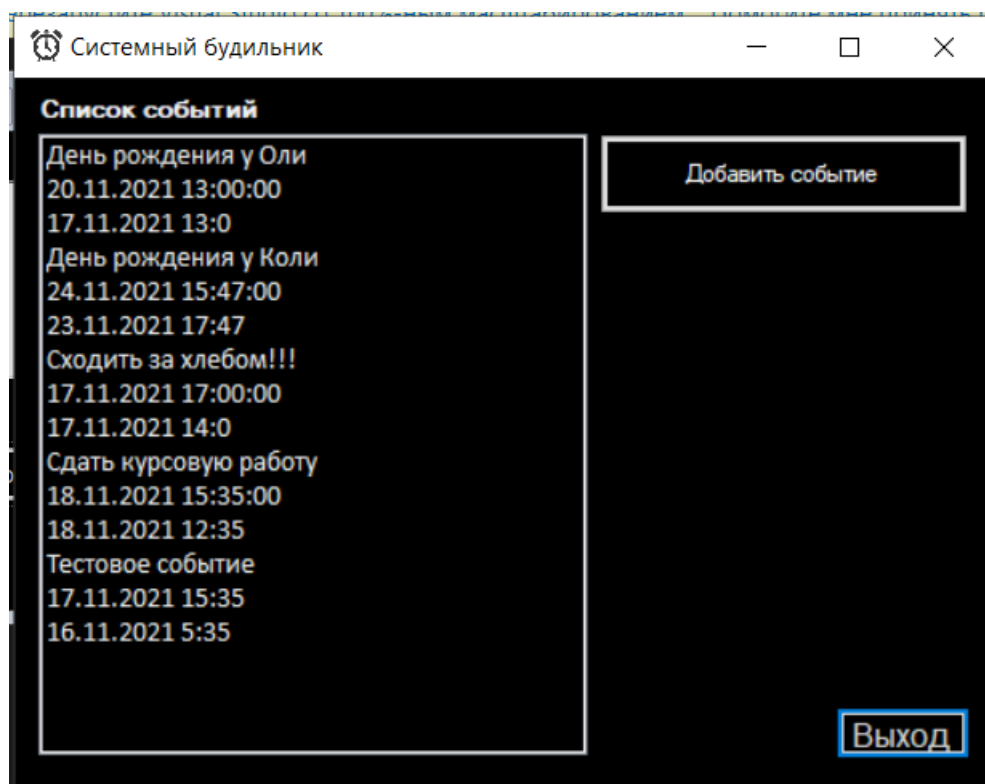 Системный будильник
Список событий
День рождения у Оли
20.11.2021 13:00:00
17.11.2021 13:0
День рождения у Коли
24.11.2021 15:47:00
23.11.2021 17:47
Сходить за хлебом!!!
17.11.2021 17:00:00
17.11.2021 14:0
Сдать курсовую работу
18.11.2021 15:35:00
18.11.2021 12:35
Тестовое событие
17.11.2021 15:35
16.11.2021 5:35
Добавить событие
Выход